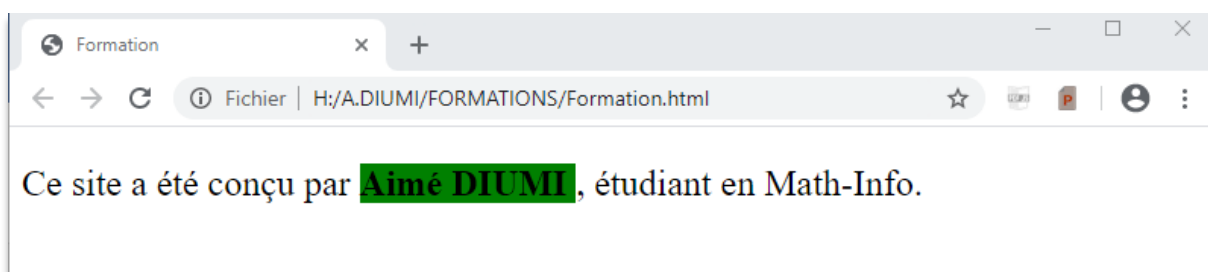 Formation
Fichier | H:/A.DIUMI/FORMATIONS/Formation.html
Ce site a été conçu par Aimé DIUMI , étudiant en Math-Info.